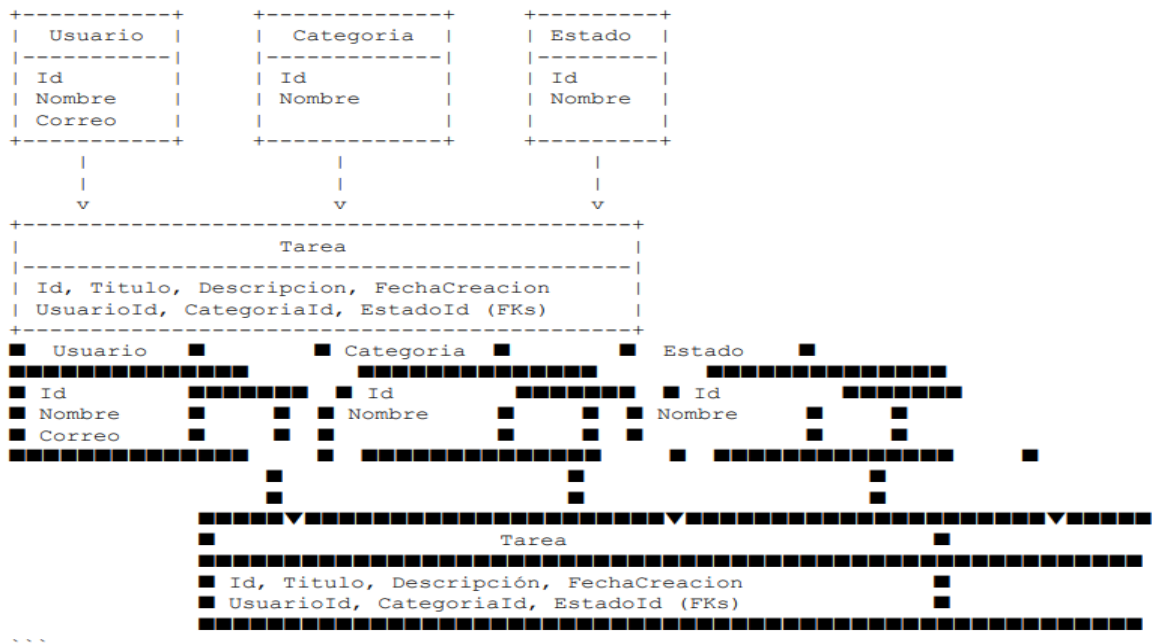 +-----------+ +-------------+ +---------+
| Usuario | | Categoria | | Estado |
|-----------| |-------------| |---------|
| Id | | Id | | Id |
| Nombre | | Nombre | | Nombre |
| Correo | | | | |
+-----------+ +-------------+ +---------+
| | |
| | |
v v v
+---------------------------------------------+
| Tarea |
|---------------------------------------------|
| Id, Titulo, Descripcion, FechaCreacion |
| UsuarioId, CategoriaId, EstadoId (FKs) |
+---------------------------------------------+
■ Usuario ■ ■ Categoria ■ ■ Estado ■
■■■■■■■■■■■■■■ ■■■■■■■■■■■■■■ ■■■■■■■■■■■■■■
■ Id ■■■■■■■ ■ Id ■■■■■■■ ■ Id ■■■■■■■
■ Nombre ■ ■ ■ Nombre ■ ■ ■ Nombre ■ ■
■ Correo ■ ■ ■ ■ ■ ■ ■ ■
■■■■■■■■■■■■■■ ■ ■■■■■■■■■■■■■■ ■ ■■■■■■■■■■■■■■ ■
■ ■ ■
■ ■ ■
■■■■■▼■■■■■■■■■■■■■■■■■■■■■▼■■■■■■■■■■■■■■■■■■■■■▼■■■■■
■ Tarea ■
■■■■■■■■■■■■■■■■■■■■■■■■■■■■■■■■■■■■■■■■■■■■■■■■■■■■■■■
■ Id, Titulo, Descripción, FechaCreacion ■
■ UsuarioId, CategoriaId, EstadoId (FKs) ■
■■■■■■■■■■■■■■■■■■■■■■■■■■■■■■■■■■■■■■■■■■■■■■■■■■■■■■■
```